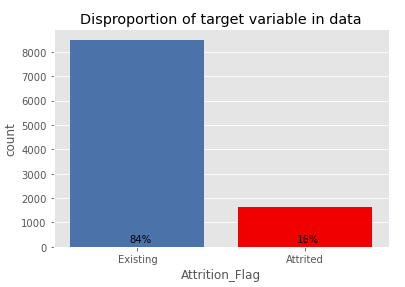 Disproportion of target variable in data
count
8000
7000
6000
5000
4000
3000
2000
1000
0
84%
16%
Existing
Attrited
Attrition_Flag